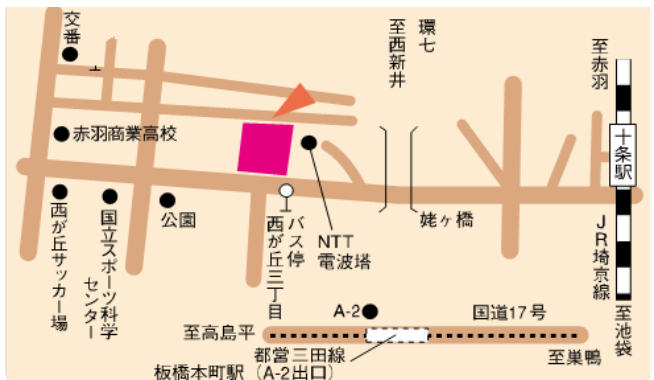 交番
至西新井
環七
至赤羽
赤羽商業高校
十条駅
西が丘サッカー場
国立スポーツ科学
センター
公園
バス停
西が丘三丁目
NTT
電波塔
姥ヶ橋
JR埼京線
A-2
国道17号
至池袋
至高島平
都営三田線
板橋本町駅（A-2出口）
至巣鴨